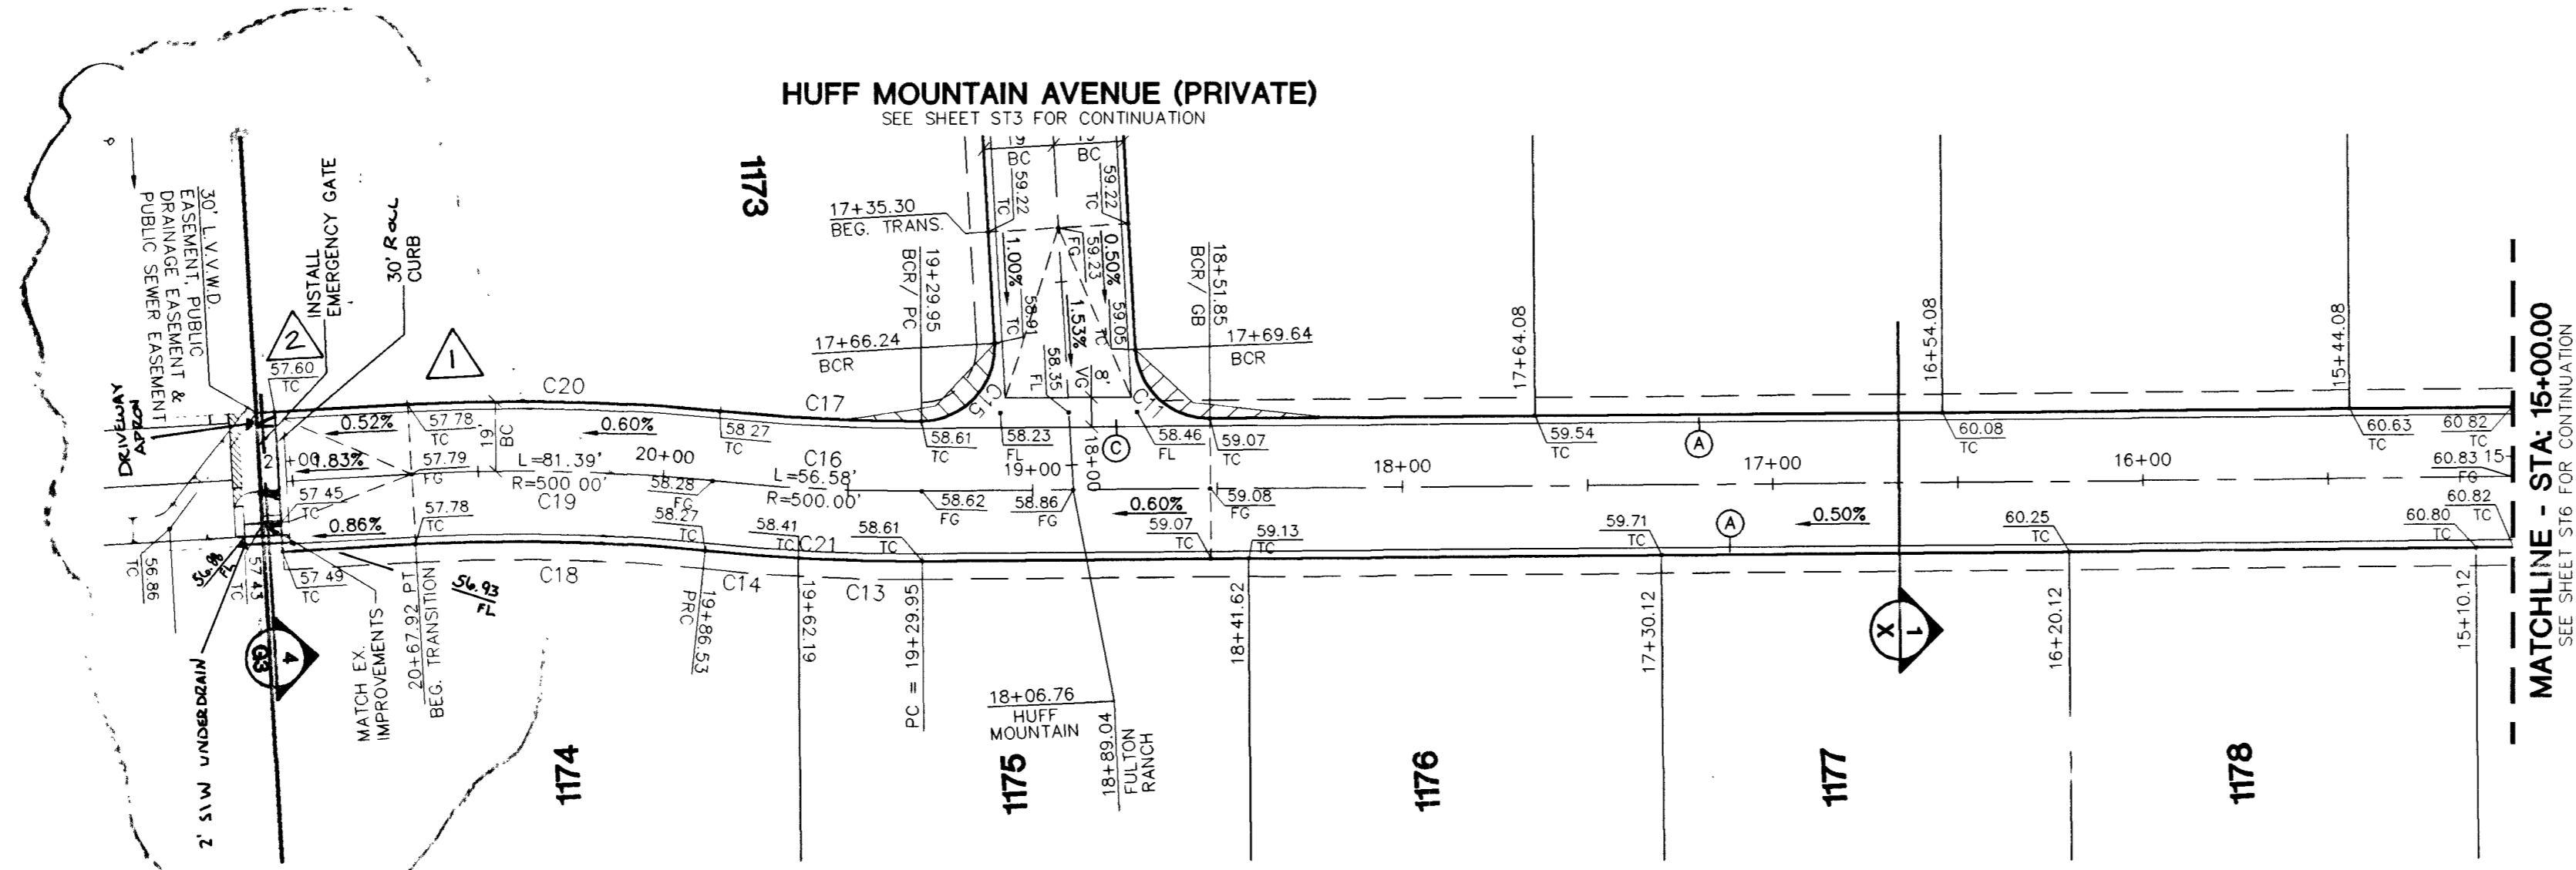 HUFF MOUNTAIN AVENUE (PRIVATE)
SEE SHEET ST3 FOR CONTINUATION
1173
30' L.V.V.W.D.
EASEMENT, PUBLIC
DRAINAGE EASEMENT &
PUBLIC SEWER EASEMENT
INSTALL
EMERGENCY GATE
30' ROLL
CURB
DRIVEWAY
APRON
2
1
57.60
TC
17+35.30
BEG. TRANS.
19+29.95
BCR/ PC
17+66.24
BCR
BC
BC
59.22
TC
59.22
TC
1.00%
FG
59.23
0.50%
58.91
TC
1.53%
59.05
TC
58.35
FL
8'
VG
18+51.85
BCR/ GB
17+69.64
BCR
17+64.08
16+54.08
15+44.08
C20
C17
C15
C11
0.52%
57.78
TC
19'
BC
0.60%
58.27
TC
58.61
TC
58.23
FL
18+00
C
58.46
FL
59.07
TC
59.54
TC
A
60.08
TC
60.63
TC
60.82
TC
1.83%
57.79
FG
L=81.39'
R=500.00'
C19
20+00
58.28
FG
C16
L=56.58'
R=500.00'
19+00
18+00
17+00
16+00
60.83
FG
15
57.45
TC
58.62
FG
58.86
FG
0.60%
59.08
FG
60.82
TC
0.86%
57.78
TC
58.27
TC
58.41
TC
C21
58.61
TC
59.07
TC
59.13
TC
59.71
TC
A
0.50%
60.25
TC
60.80
TC
56.86
TC
56.88
FL
57.43
TC
57.49
TC
56.93
FL
C18
C14
C13
2' S\W UNDERDRAIN
4
G3
MATCH EX.
IMPROVEMENTS
20+67.92 PT
BEG. TRANSITION
19+86.53
PRC
19+62.19
PC = 19+29.95
18+06.76
HUFF
MOUNTAIN
18+89.04
FULTON
RANCH
18+41.62
17+30.12
1
X
16+20.12
15+10.12
1174
1175
1176
1177
1178
MATCHLINE - STA: 15+00.00
SEE SHEET ST6 FOR CONTINUATION